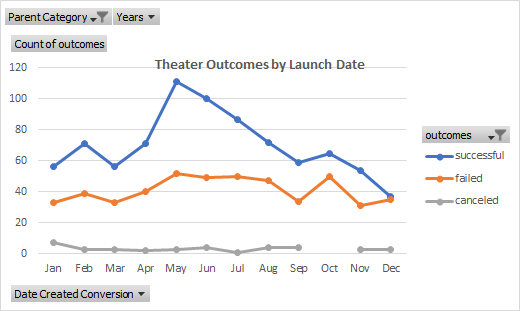 Parent Category Years
Count of outcomes
Theater Outcomes by Launch Date
120
100
80
60
40
20
0
Jan Feb Mar Apr May Jun Jul Aug Sep Oct Nov Dec
outcomes
successful
failed
canceled
Date Created Conversion